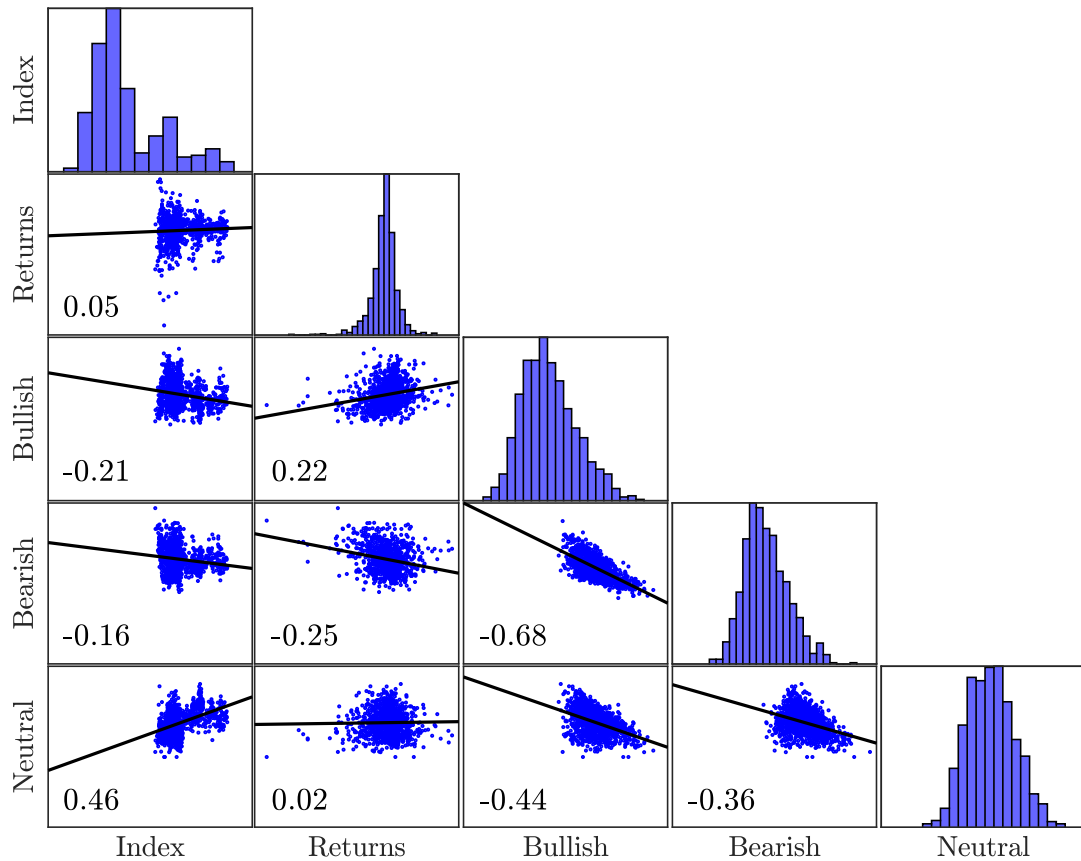 Index
Returns
0.05
Bullish
-0.21
0.22
Bearish
-0.16
-0.25
-0.68
Neutral
0.46
0.02
-0.44
-0.36
Index
Returns
Bullish
Bearish
Neutral